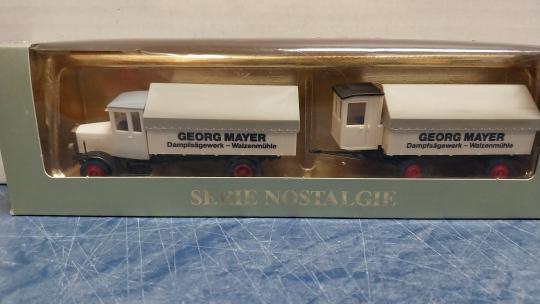 GEORG MAYER
Dampfsägewerk – Walzenmühle
GEORG MAYER
Dampfsägewerk – Walzenmühle
SERIE NOSTALGIE